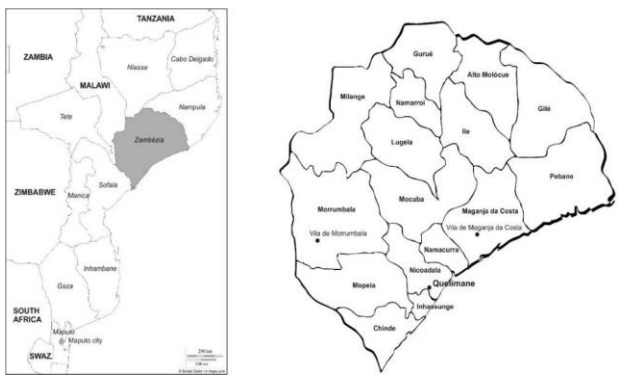 TANZANIA
ZAMBIA
Cabo Delgado
Niassa
MALAWI
Nampula
Tete
Zambézia
ZIMBABWE
Sofala
Manica
Inhambane
Gaza
SOUTH
AFRICA
Maputo
Maputo city
SWAZ.
Gurué
Alto Molócue
Milange
Namarroi
Gilé
Lugela
Ile
Pebane
Morrumbala
Mocuba
Maganja da Costa
Vila de Morrumbala
Vila de Maganja da Costa
Namacurra
Nicoadala
Mopeia
Quelimane
Inhassunge
Chinde